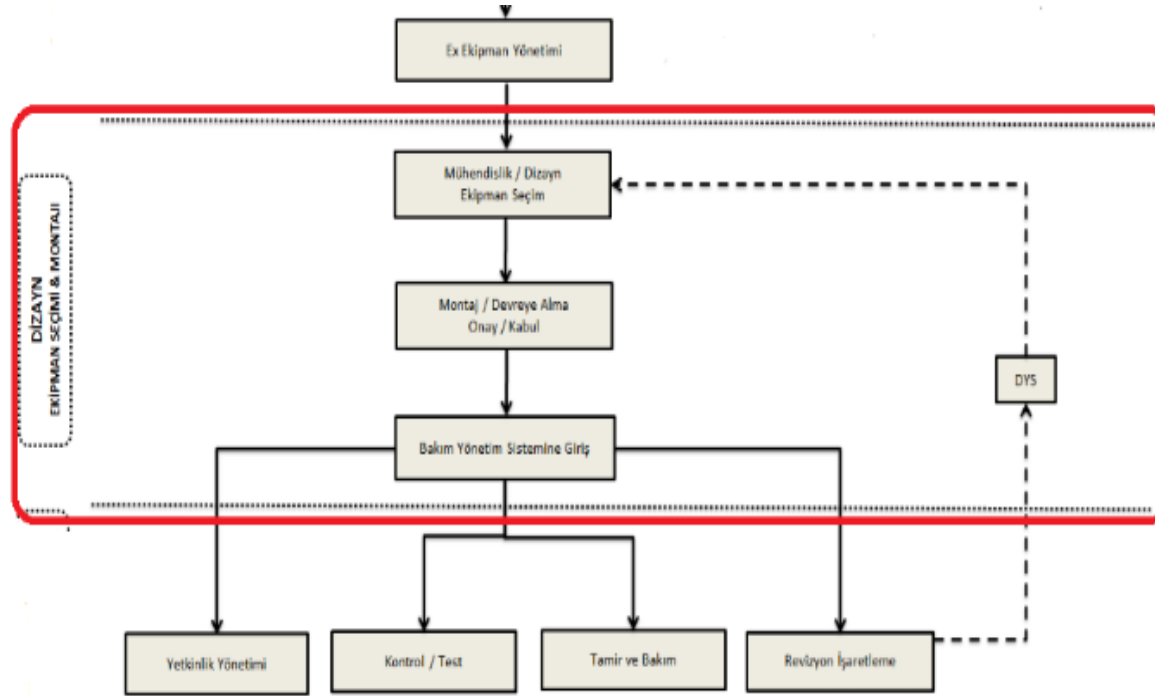 Ex Ekipman Yönetimi
Mühendislik / Dizayn
Ekipman Seçim
DİZAYN
EKİPMAN SEÇİMİ & MONTAJI
Montaj / Devreye Alma
Onay / Kabul
DYS
Bakım Yönetim Sistemine Giriş
Yetkinlik Yönetimi
Kontrol / Test
Tamir ve Bakım
Revizyon İşaretleme